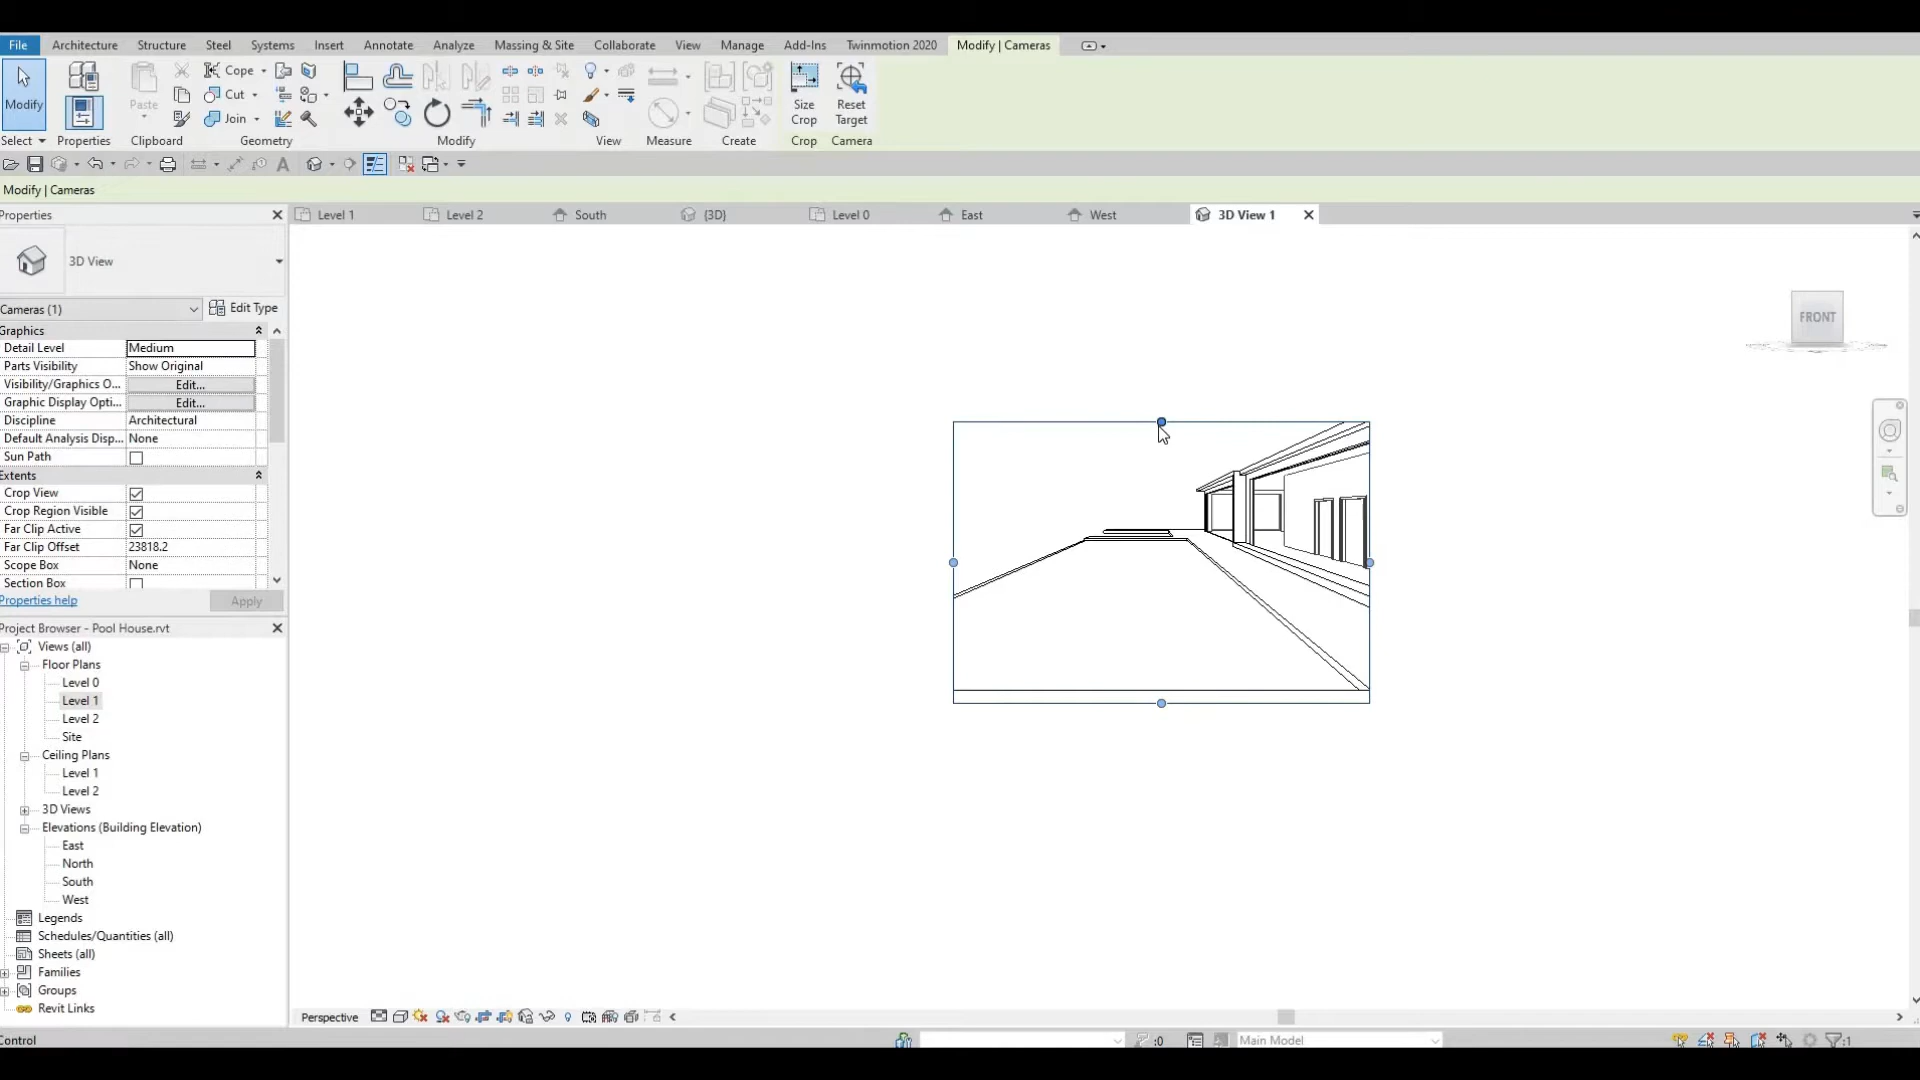 File Architecture Structure Steel Systems Insert Annotate Analyze Massing & Site Collaborate View Manage Add-Ins Twinmotion 2020 Modify | Cameras
Modify Paste Cope Cut Join Size Crop Reset Target
Select Properties Clipboard Geometry Modify View Measure Create Crop Camera
Modify | Cameras
Properties
Level 1 Level 2 South {3D} Level 0 East West 3D View 1
3D View
Cameras (1) Edit Type
Graphics
Detail Level Medium
Parts Visibility Show Original
Visibility/Graphics O... Edit...
Graphic Display Opti... Edit...
Discipline Architectural
Default Analysis Disp... None
Sun Path
Extents
Crop View
Crop Region Visible
Far Clip Active
Far Clip Offset 23818.2
Scope Box None
Section Box
Properties help Apply
FRONT
Project Browser - Pool House.rvt
Views (all)
Floor Plans
Level 0
Level 1
Level 2
Site
Ceiling Plans
Level 1
Level 2
3D Views
Elevations (Building Elevation)
East
North
South
West
Legends
Schedules/Quantities (all)
Sheets (all)
Families
Groups
Revit Links
Perspective
Control :0 Main Model :1